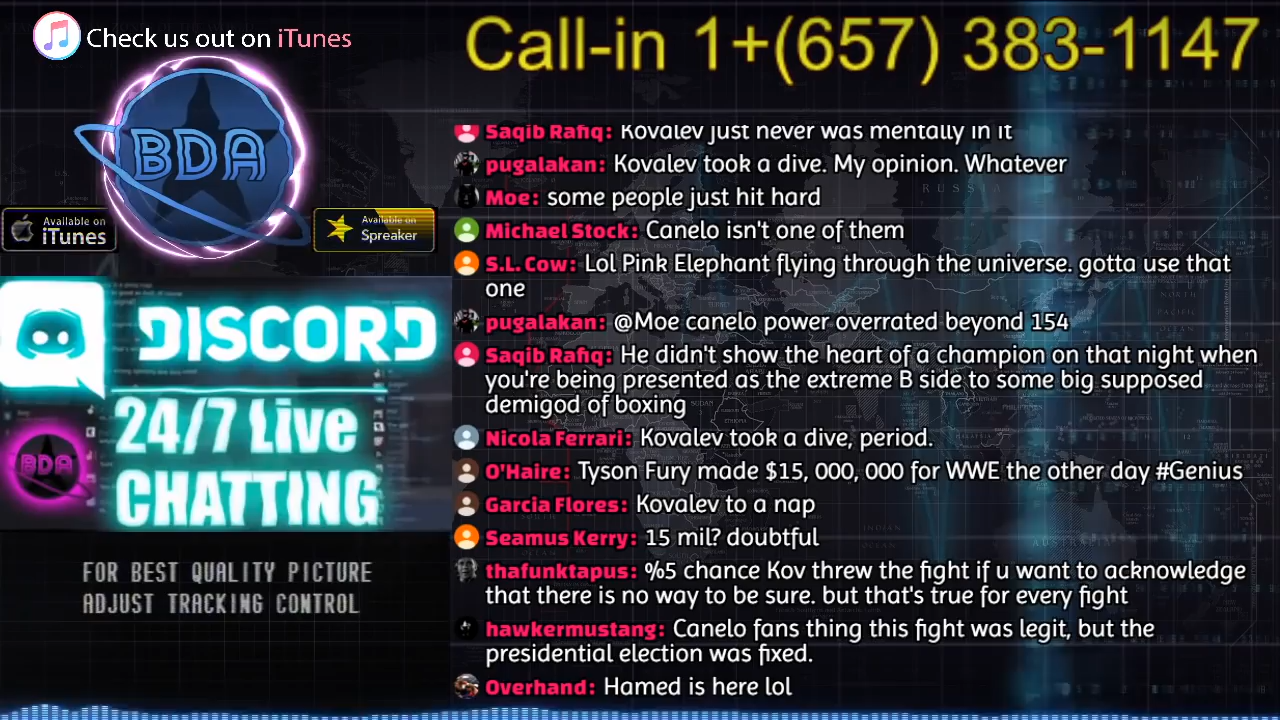 Check us out on iTunes
Call-in 1+(657) 383-1147
BDA
Available on
iTunes
Available on
Spreaker
DISCORD
24/7 Live
CHATTING
BDA
FOR BEST QUALITY PICTURE
ADJUST TRACKING CONTROL
Saqib Rafiq: Kovalev just never was mentally in it
pugalakan: Kovalev took a dive. My opinion. Whatever
Moe: some people just hit hard
Michael Stock: Canelo isn't one of them
S.L. Cow: Lol Pink Elephant flying through the universe. gotta use that
one
pugalakan: @Moe canelo power overrated beyond 154
Saqib Rafiq: He didn't show the heart of a champion on that night when
you're being presented as the extreme B side to some big supposed
demigod of boxing
Nicola Ferrari: Kovalev took a dive, period.
O'Haire: Tyson Fury made $15, 000, 000 for WWE the other day #Genius
Garcia Flores: Kovalev to a nap
Seamus Kerry: 15 mil? doubtful
thafunktapus: %5 chance Kov threw the fight if u want to acknowledge
that there is no way to be sure. but that's true for every fight
hawkermustang: Canelo fans thing this fight was legit, but the
presidential election was fixed.
Overhand: Hamed is here lol
RUSSIA